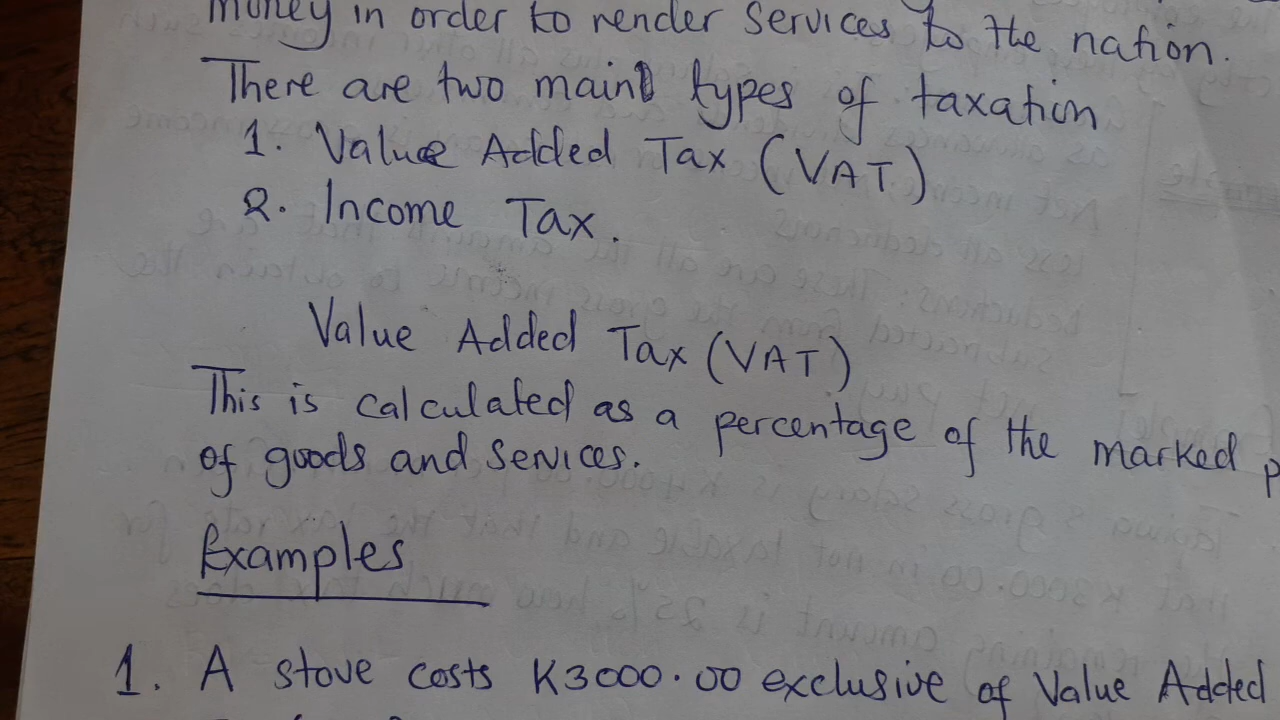 money in order to render services to the nation.
There are two main types of taxation
1. Value Added Tax (VAT)
2. Income Tax.
Value Added Tax (VAT)
This is calculated as a percentage of the marked p
of goods and services.
Examples
1. A stove costs K3000.00 exclusive of Value Added